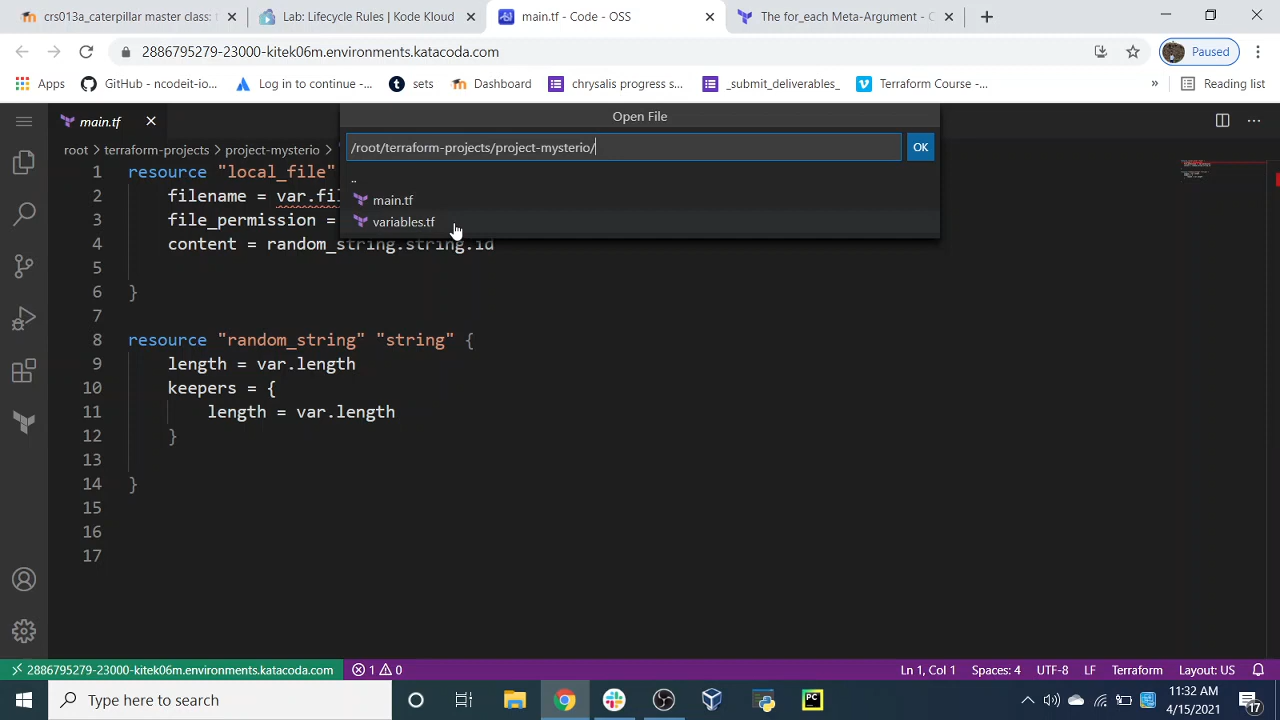 crs013a_caterpillar master class:
Lab: Lifecycle Rules | Kode Kloud
main.tf - Code - OSS
The for_each Meta-Argument - C
2886795279-23000-kitek06m.environments.katacoda.com
Paused
Apps
GitHub - ncodeit-io...
Log in to continue -...
sets
Dashboard
chrysalis progress s...
_submit_deliverables_
Terraform Course -...
»
Reading list
main.tf
Open File
root > terraform-projects > project-mysterio >
/root/terraform-projects/project-mysterio/
OK
..
main.tf
variables.tf
1 resource "local_file"
2 filename = var.fil
3 file_permission =
4 content = random_string.string.id
5
6 }
7
8 resource "random_string" "string" {
9 length = var.length
10 keepers = {
11 length = var.length
12 }
13
14 }
15
16
17
2886795279-23000-kitek06m.environments.katacoda.com
1 0
Ln 1, Col 1
Spaces: 4
UTF-8
LF
Terraform
Layout: US
Type here to search
11:32 AM
4/15/2021
17